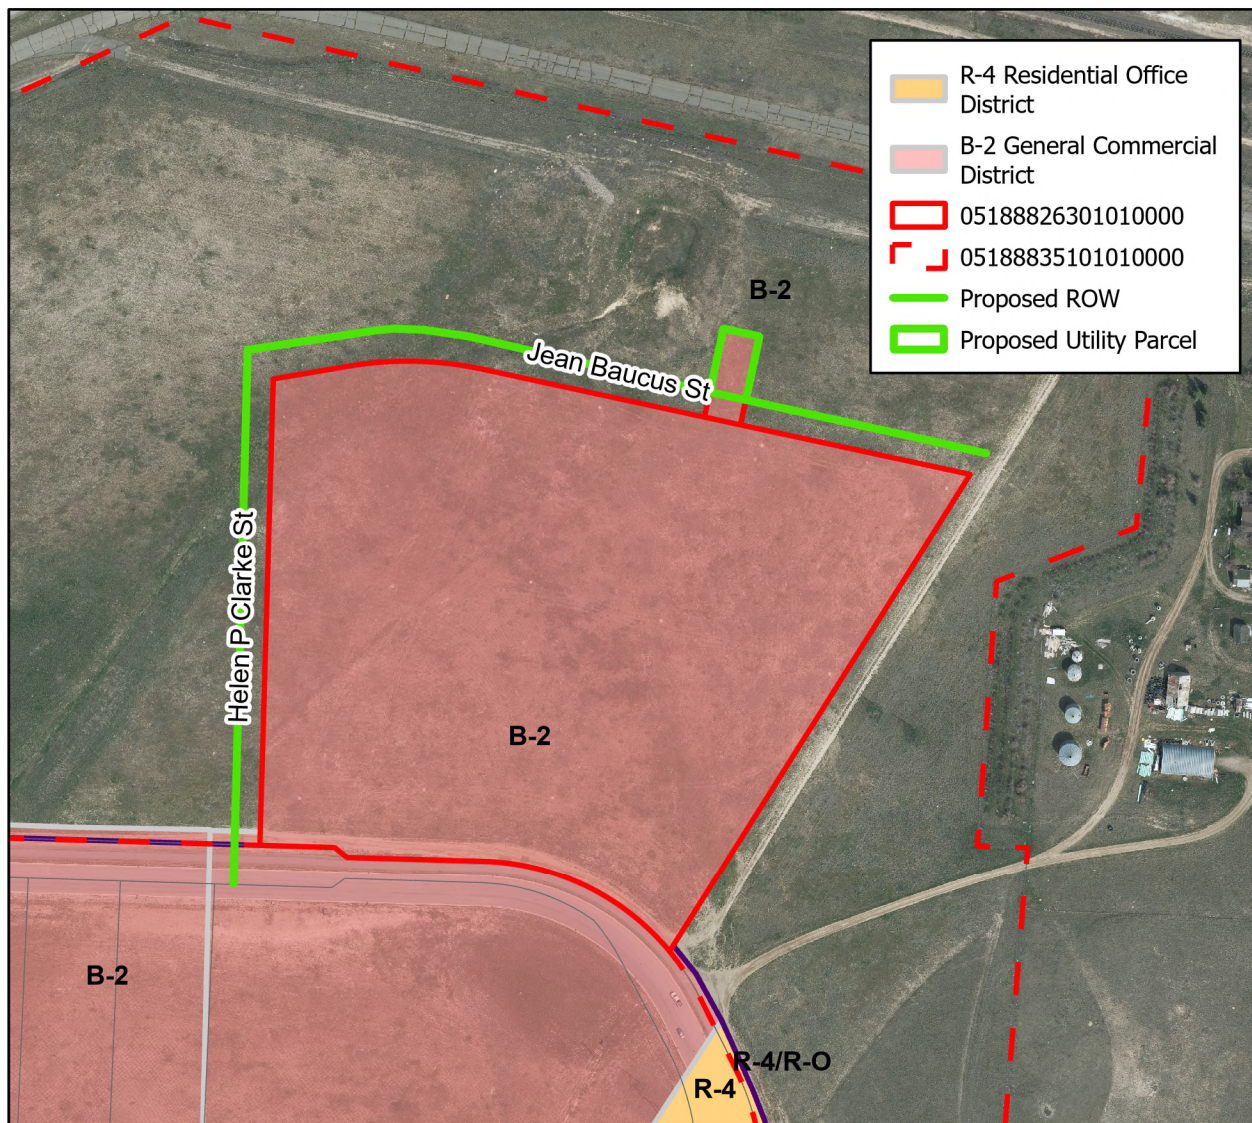 R-4 Residential Office
District
B-2 General Commercial
District
05188826301010000
05188835101010000
Proposed ROW
Proposed Utility Parcel
B-2
Jean Baucus St
Helen P Clarke St
B-2
B-2
R-4/R-O
R-4